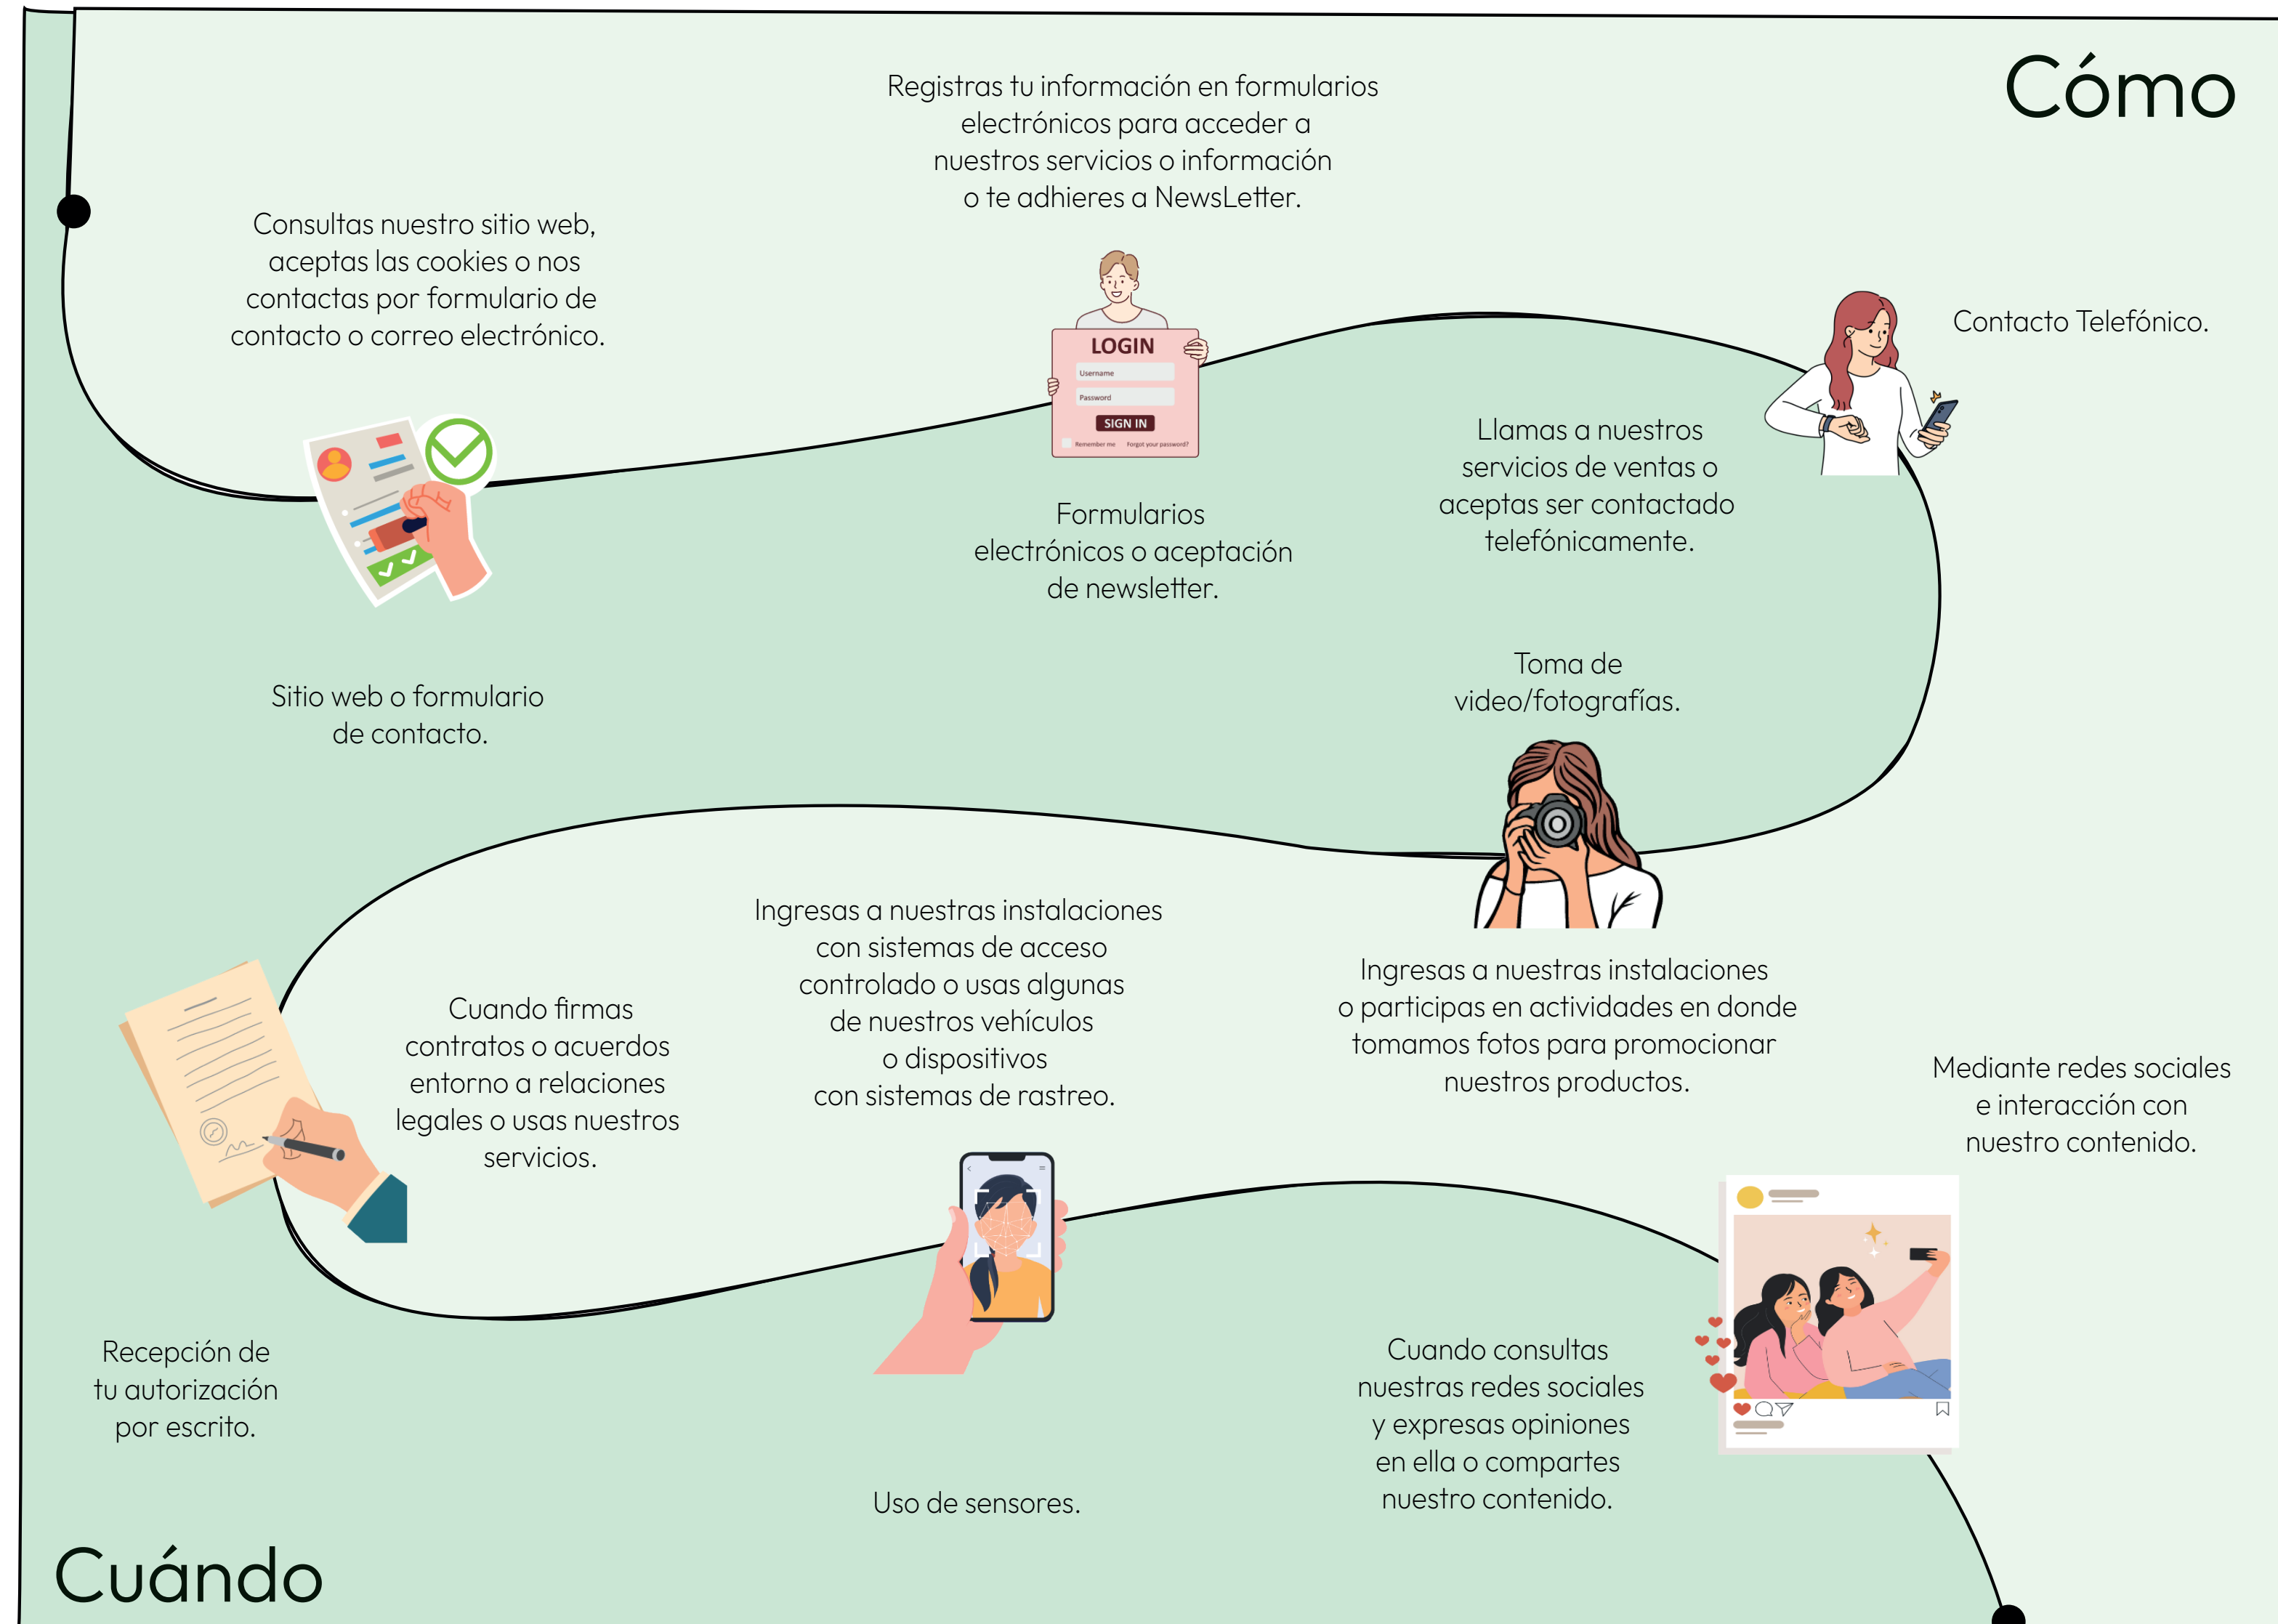 Cómo
Registras tu información en formularios
electrónicos para acceder a
nuestros servicios o información
o te adhieres a NewsLetter.
Consultas nuestro sitio web,
aceptas las cookies o nos
contactas por formulario de
contacto o correo electrónico.
LOGIN
Username
Password
SIGN IN
Remember me
Forgot your password?
Contacto Telefónico.
Llamas a nuestros
servicios de ventas o
aceptas ser contactado
telefónicamente.
Formularios
electrónicos o aceptación
de newsletter.
Sitio web o formulario
de contacto.
Toma de
video/fotografías.
Ingresas a nuestras instalaciones
o participas en actividades en donde
tomamos fotos para promocionar
nuestros productos.
Ingresas a nuestras instalaciones
con sistemas de acceso
controlado o usas algunas
de nuestros vehículos
o dispositivos
con sistemas de rastreo.
Cuando firmas
contratos o acuerdos
entorno a relaciones
legales o usas nuestros
servicios.
Mediante redes sociales
e interacción con
nuestro contenido.
Recepción de
tu autorización
por escrito.
Uso de sensores.
Cuando consultas
nuestras redes sociales
y expresas opiniones
en ella o compartes
nuestro contenido.
Cuándo